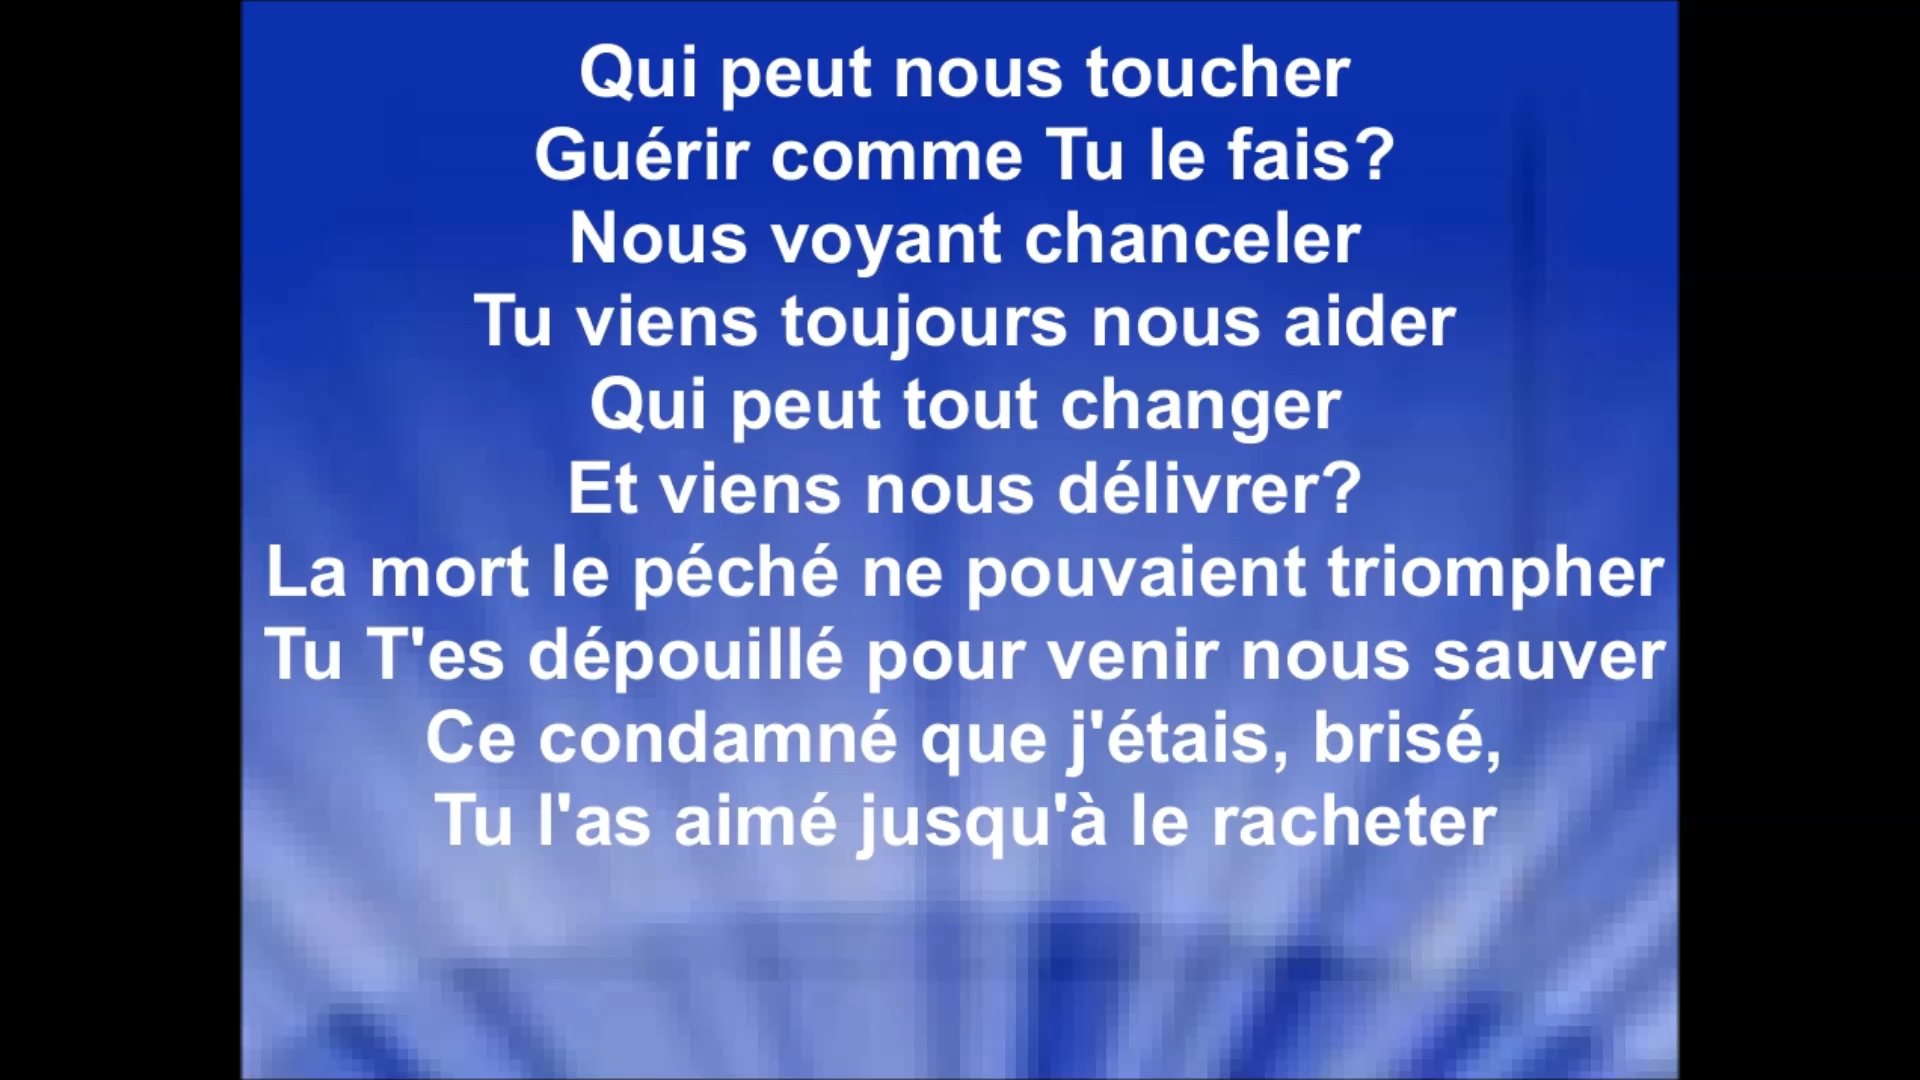 Qui peut nous toucher
Guérir comme Tu le fais?
Nous voyant chanceler
Tu viens toujours nous aider
Qui peut tout changer
Et viens nous délivrer?
La mort le péché ne pouvaient triompher
Tu T'es dépouillé pour venir nous sauver
Ce condamné que j'étais, brisé,
Tu l'as aimé jusqu'à le racheter